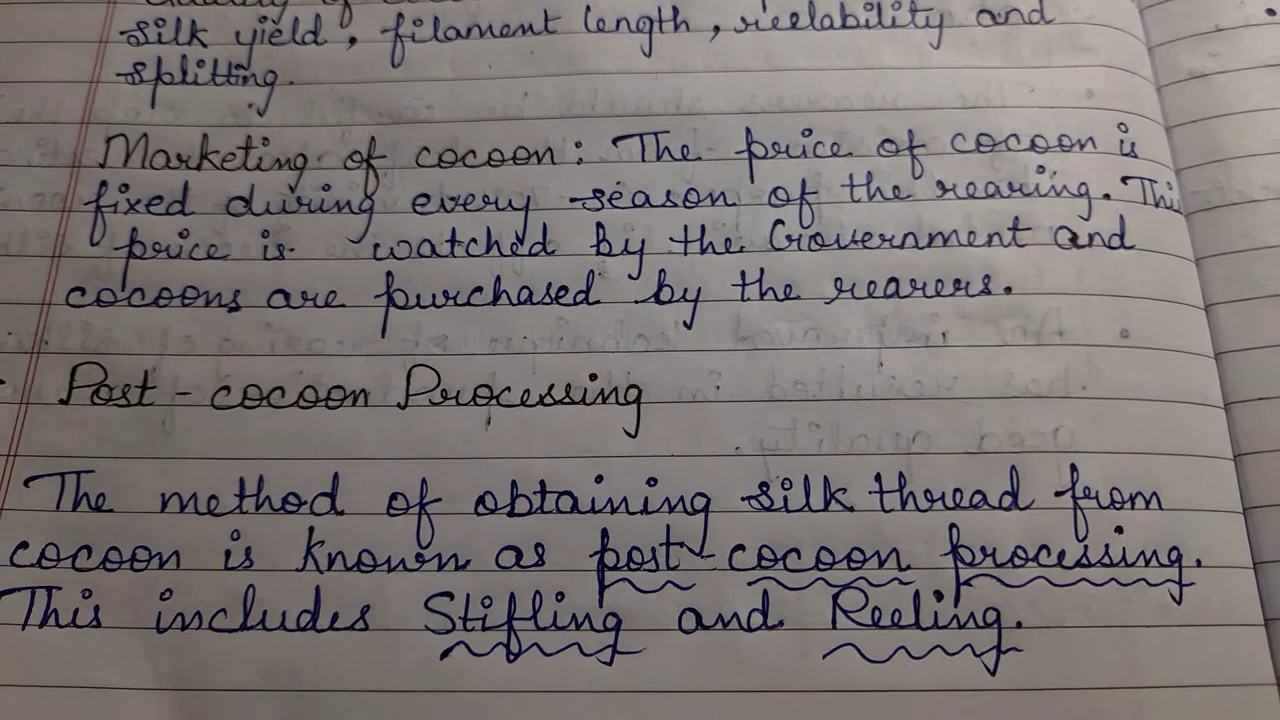 silk yield, filament length, reelability and
splitting.
Marketing of cocoon: The price of cocoon is
fixed during every season of the rearing. This
price is watched by the Government and
cocoons are purchased by the rearers.
Post-cocoon Processing
The method of obtaining silk thread from
cocoon is known as post-cocoon processing.
This includes Stifling and Reeling.